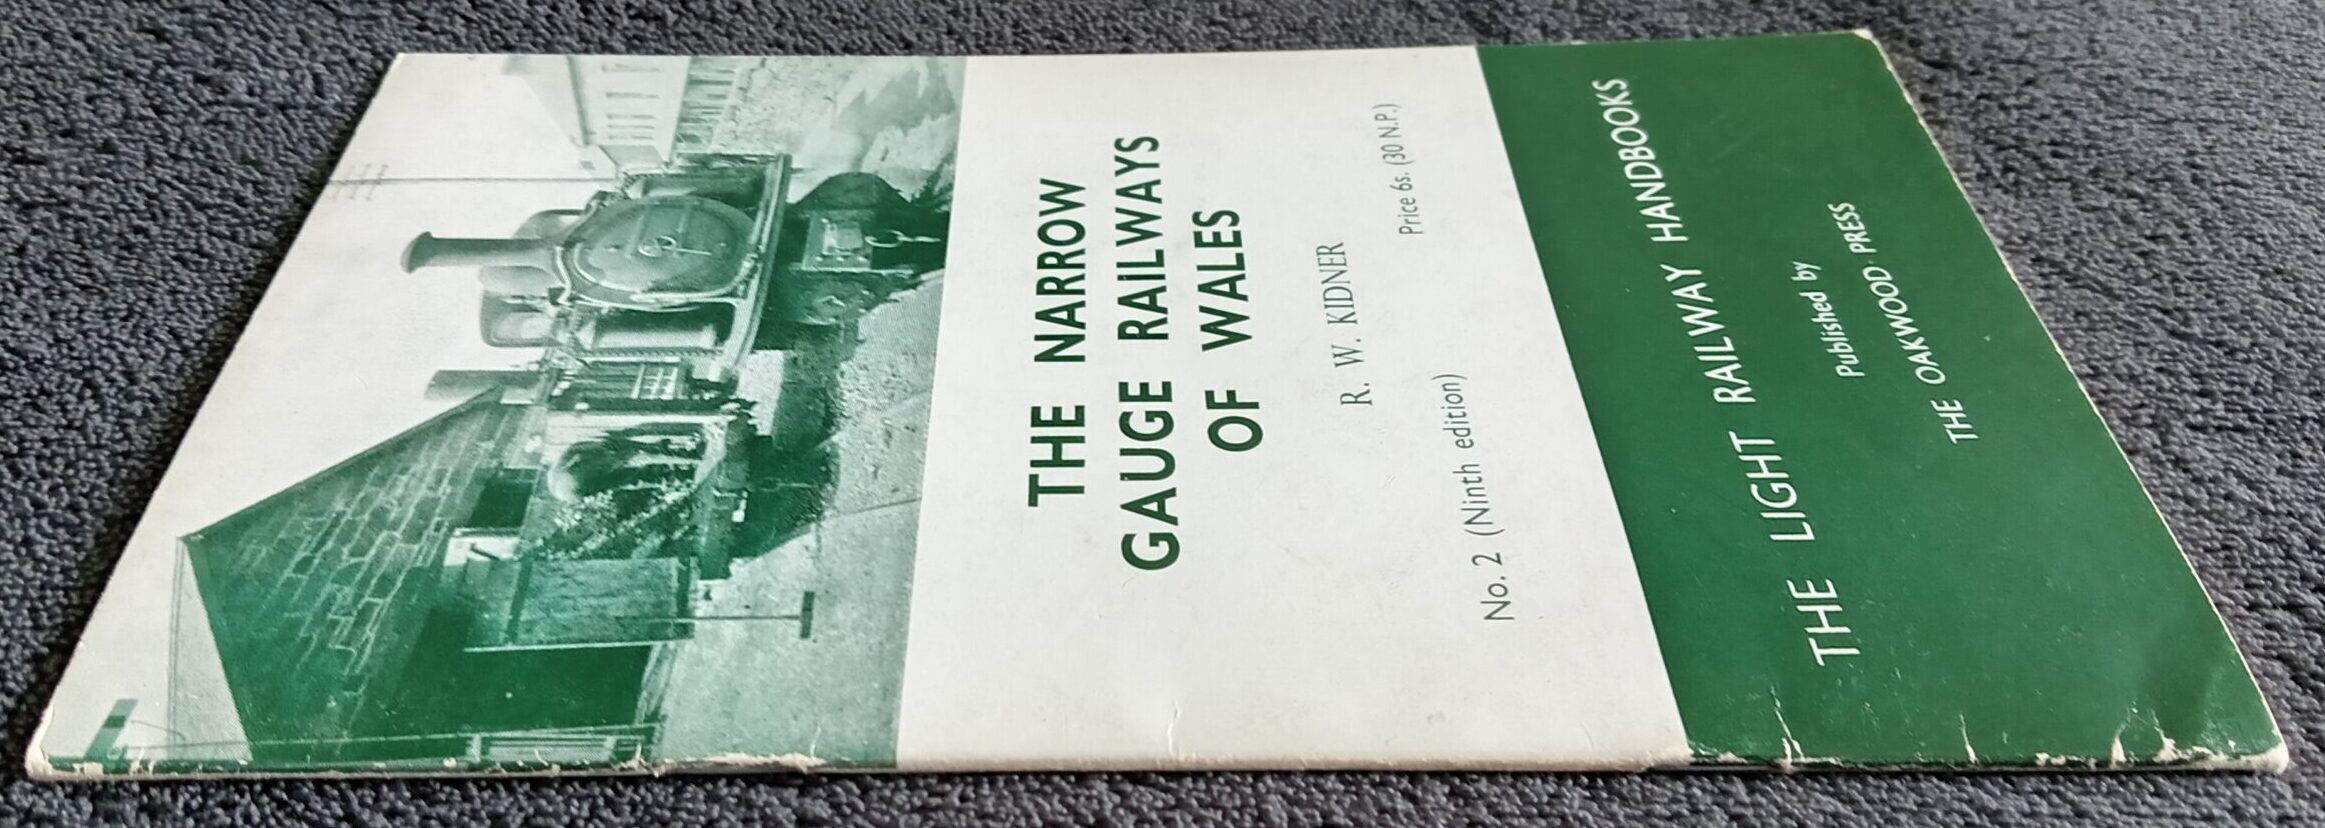 THE NARROW
GAUGE RAILWAYS
OF WALES
R. W. KIDNER
Price 6s. (30 N.P.)
No. 2 (Ninth edition)
THE LIGHT RAILWAY HANDBOOKS
Published by
THE OAKWOOD PRESS